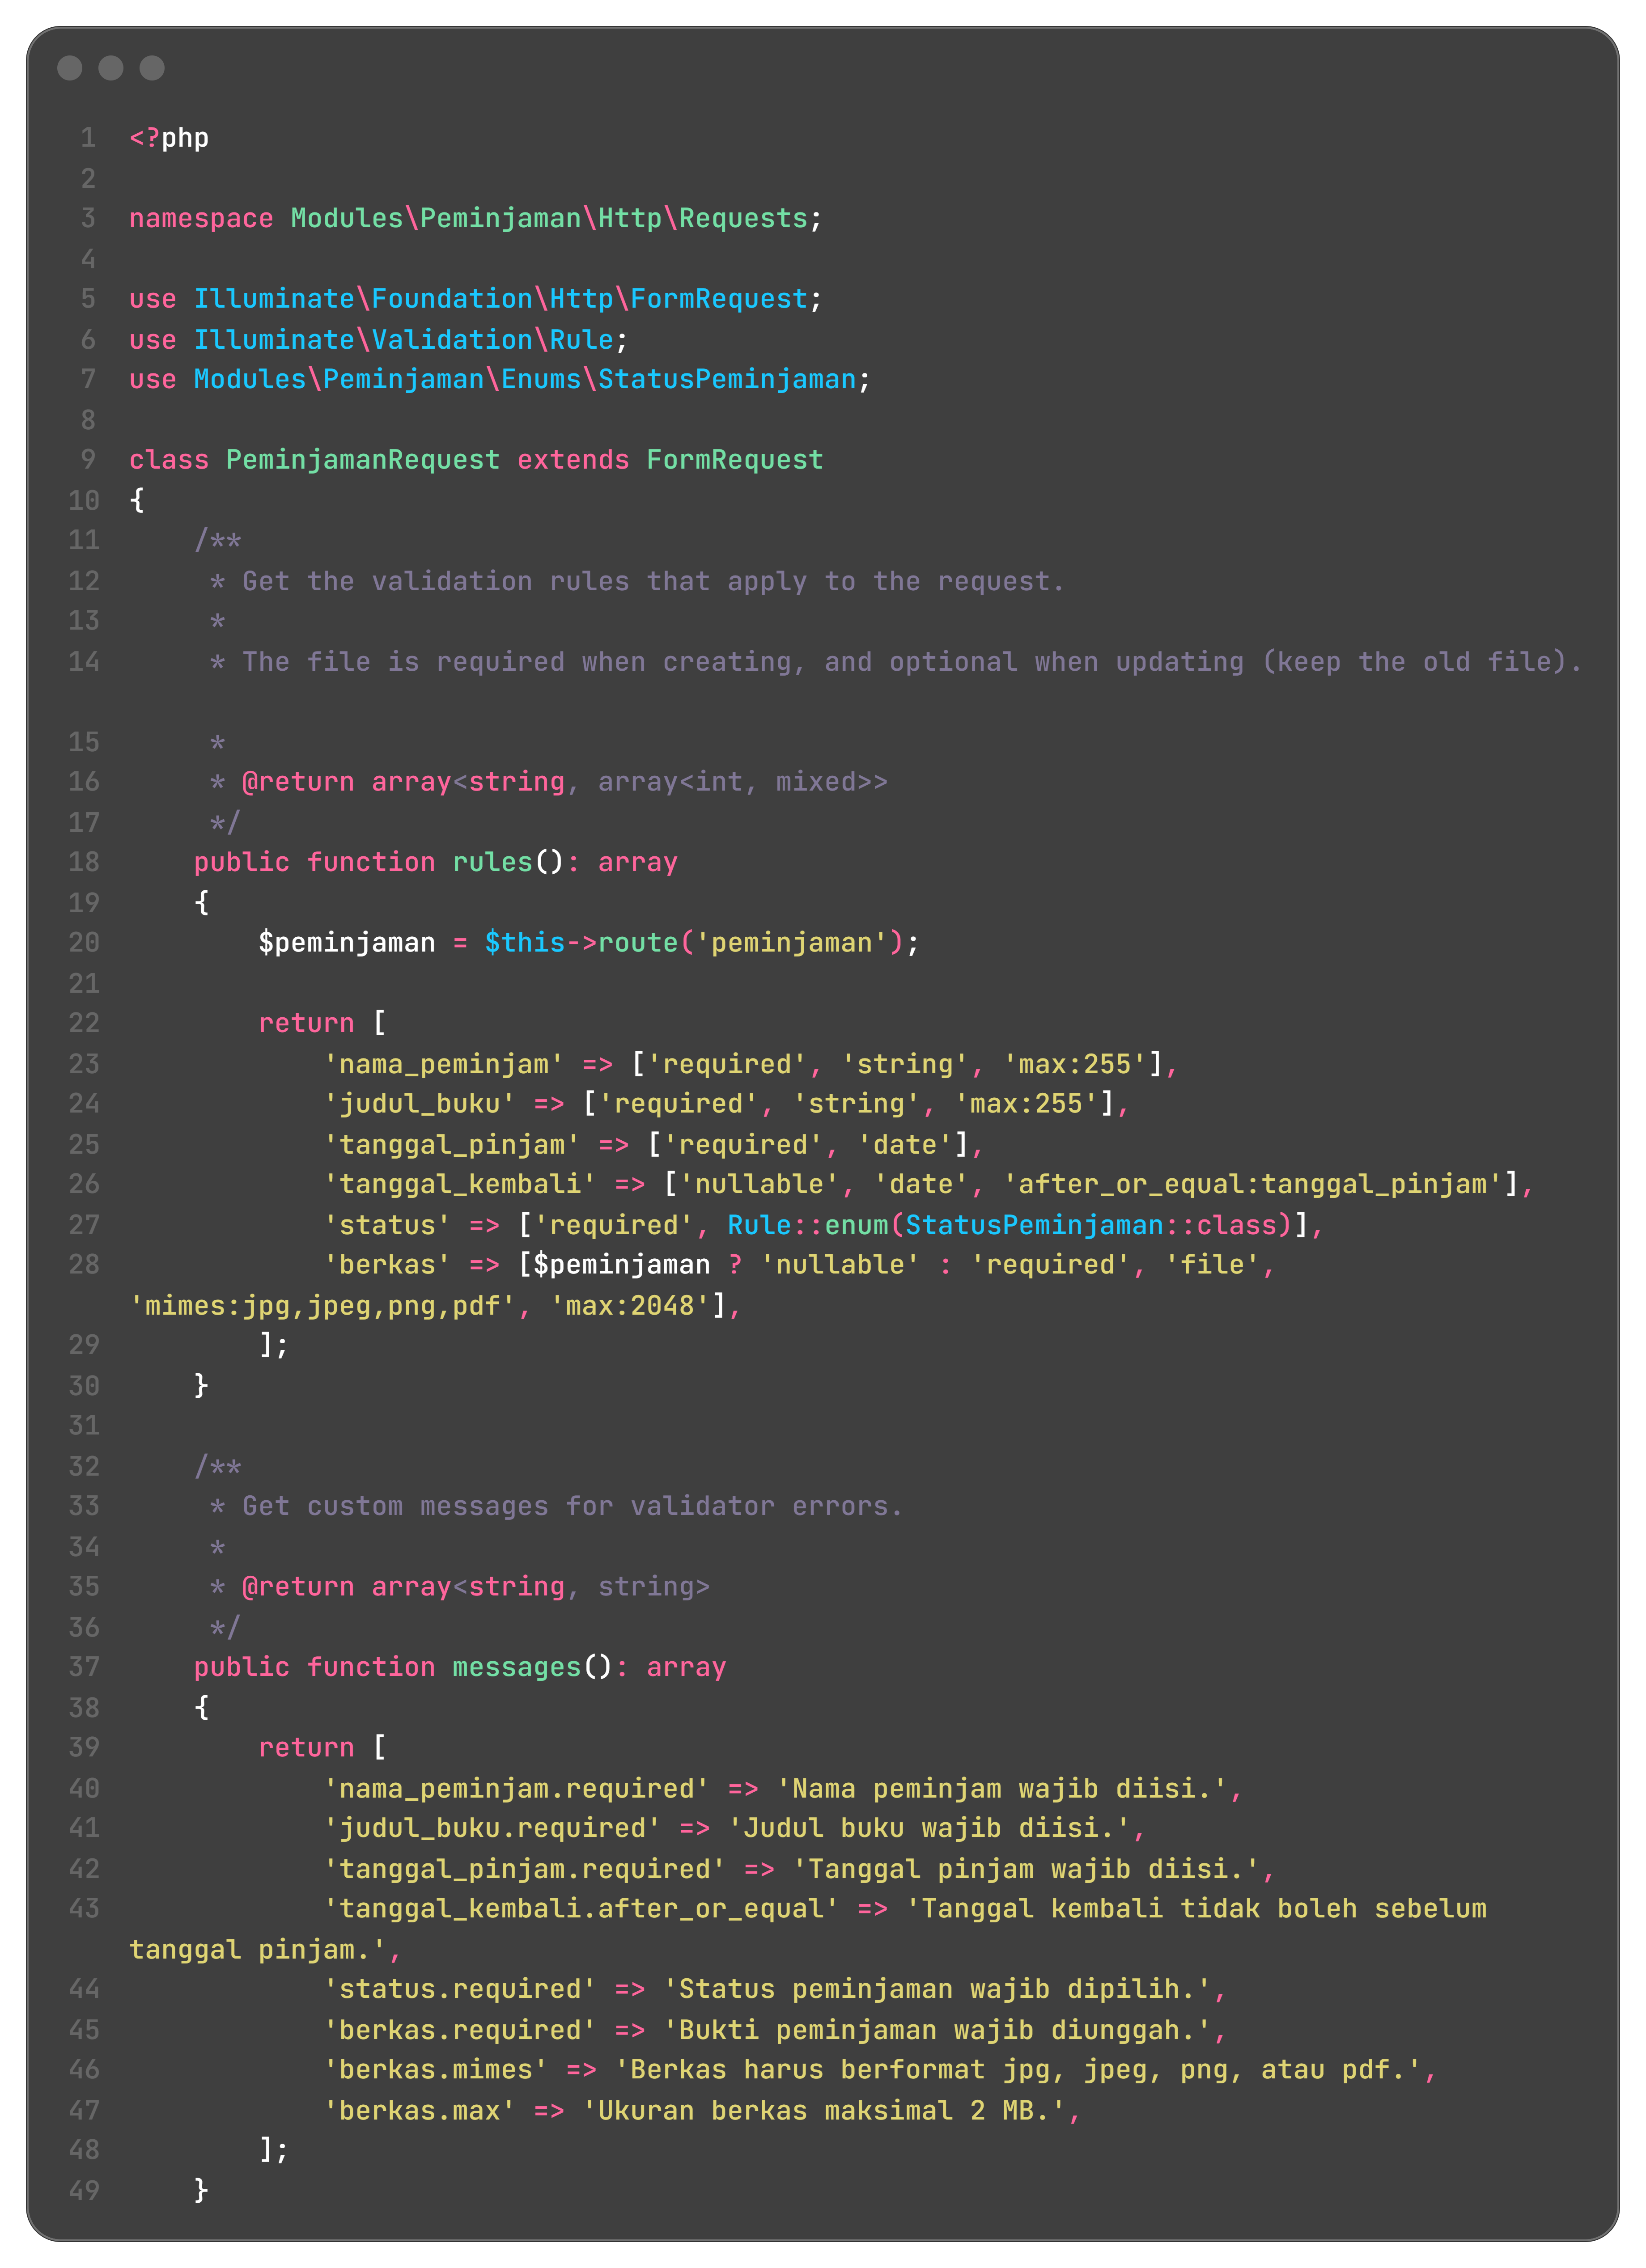 1 <?php
2
3 namespace Modules\Peminjaman\Http\Requests;
4
5 use Illuminate\Foundation\Http\FormRequest;
6 use Illuminate\Validation\Rule;
7 use Modules\Peminjaman\Enums\StatusPeminjaman;
8
9 class PeminjamanRequest extends FormRequest
10 {
11     /**
12      * Get the validation rules that apply to the request.
13      *
14      * The file is required when creating, and optional when updating (keep the old file).
15      *
16      * @return array<string, array<int, mixed>>
17      */
18     public function rules(): array
19     {
20         $peminjaman = $this->route('peminjaman');
21
22         return [
23             'nama_peminjam' => ['required', 'string', 'max:255'],
24             'judul_buku' => ['required', 'string', 'max:255'],
25             'tanggal_pinjam' => ['required', 'date'],
26             'tanggal_kembali' => ['nullable', 'date', 'after_or_equal:tanggal_pinjam'],
27             'status' => ['required', Rule::enum(StatusPeminjaman::class)],
28             'berkas' => [$peminjaman ? 'nullable' : 'required', 'file',
'mimes:jpg,jpeg,png,pdf', 'max:2048'],
29         ];
30     }
31
32     /**
33      * Get custom messages for validator errors.
34      *
35      * @return array<string, string>
36      */
37     public function messages(): array
38     {
39         return [
40             'nama_peminjam.required' => 'Nama peminjam wajib diisi.',
41             'judul_buku.required' => 'Judul buku wajib diisi.',
42             'tanggal_pinjam.required' => 'Tanggal pinjam wajib diisi.',
43             'tanggal_kembali.after_or_equal' => 'Tanggal kembali tidak boleh sebelum
tanggal pinjam.',
44             'status.required' => 'Status peminjaman wajib dipilih.',
45             'berkas.required' => 'Bukti peminjaman wajib diunggah.',
46             'berkas.mimes' => 'Berkas harus berformat jpg, jpeg, png, atau pdf.',
47             'berkas.max' => 'Ukuran berkas maksimal 2 MB.',
48         ];
49     }